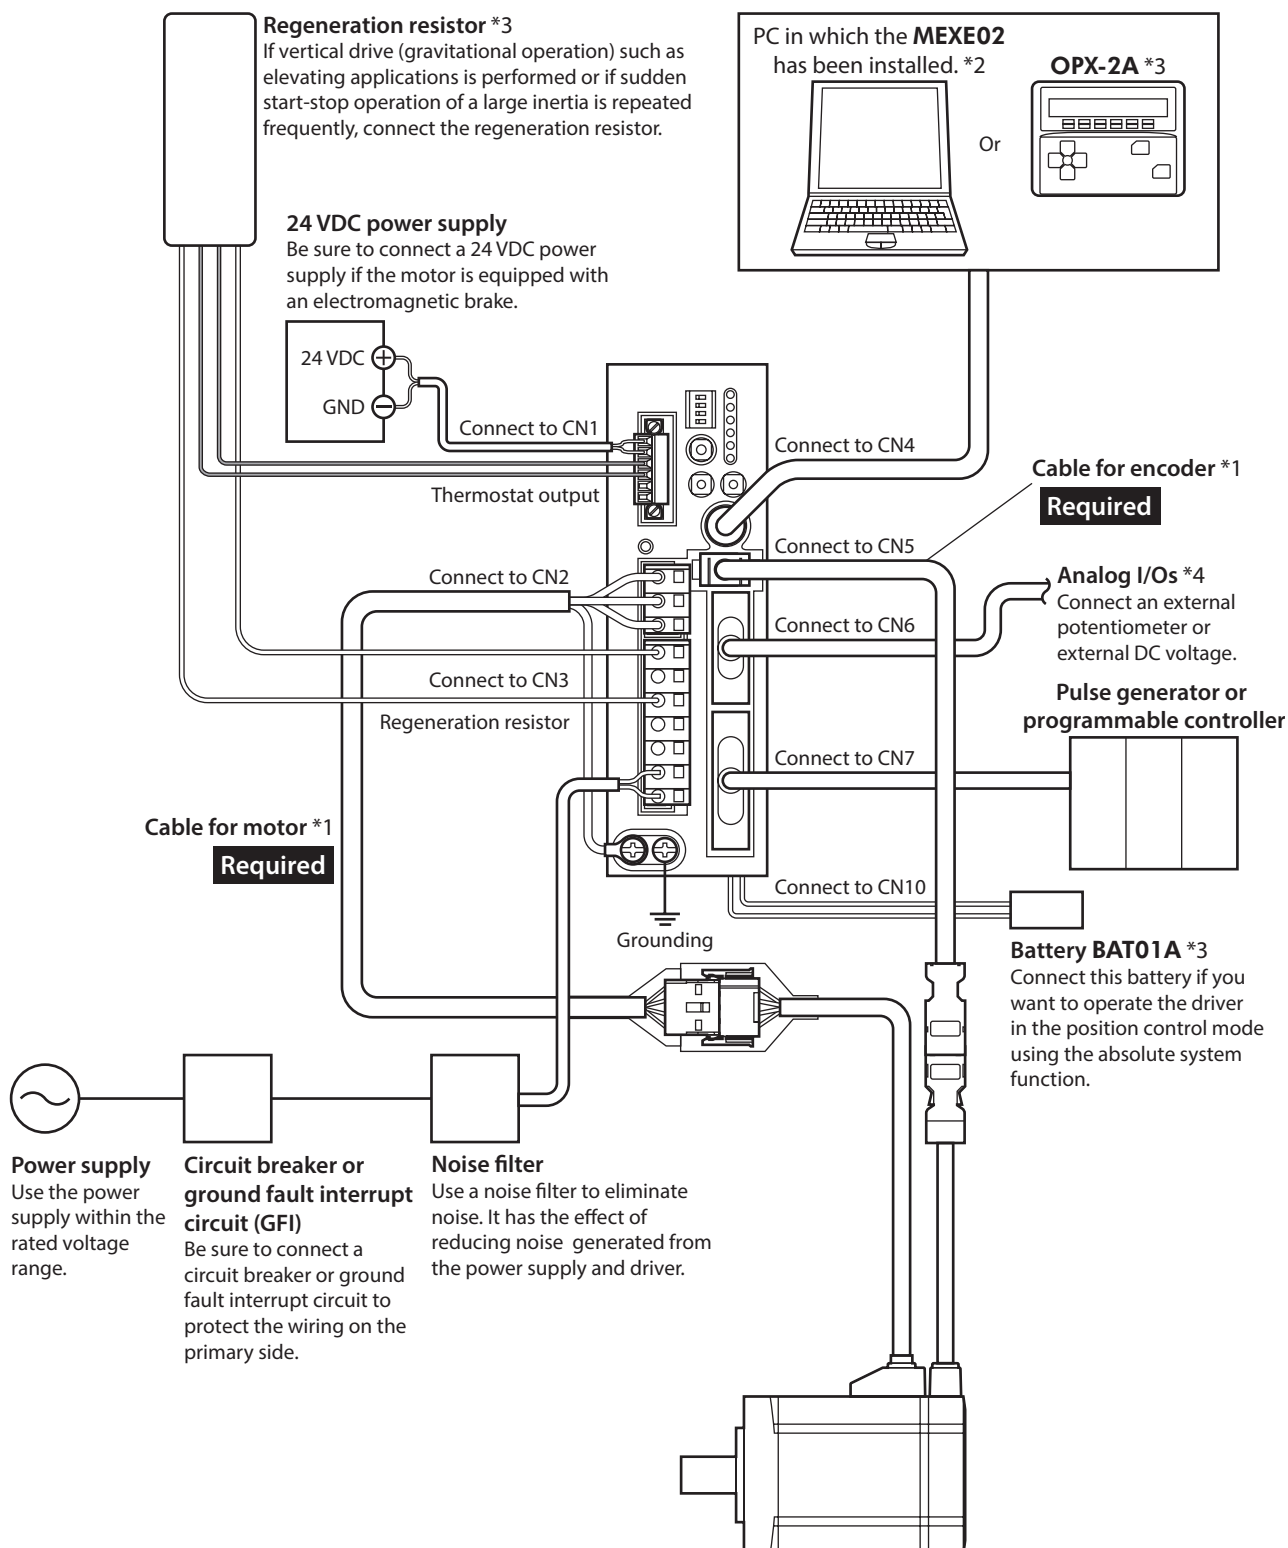 Regeneration resistor *3
If vertical drive (gravitational operation) such as
elevating applications is performed or if sudden
start-stop operation of a large inertia is repeated
frequently, connect the regeneration resistor.
PC in which the MEXE02
has been installed. *2
OPX-2A *3
Or
24 VDC power supply
Be sure to connect a 24 VDC power
supply if the motor is equipped with
an electromagnetic brake.
24 VDC
GND
Connect to CN1
Thermostat output
Connect to CN4
Cable for encoder *1
Required
Connect to CN5
Connect to CN2
Analog I/Os *4
Connect an external
potentiometer or
external DC voltage.
Connect to CN6
Connect to CN3
Regeneration resistor
Pulse generator or
programmable controller
Connect to CN7
Cable for motor *1
Required
Connect to CN10
Grounding
Battery BAT01A *3
Connect this battery if you
want to operate the driver
in the position control mode
using the absolute system
function.
Power supply
Use the power
supply within the
rated voltage
range.
Circuit breaker or
ground fault interrupt
circuit (GFI)
Be sure to connect a
circuit breaker or ground
fault interrupt circuit to
protect the wiring on the
primary side.
Noise filter
Use a noise filter to eliminate
noise. It has the effect of
reducing noise generated from
the power supply and driver.